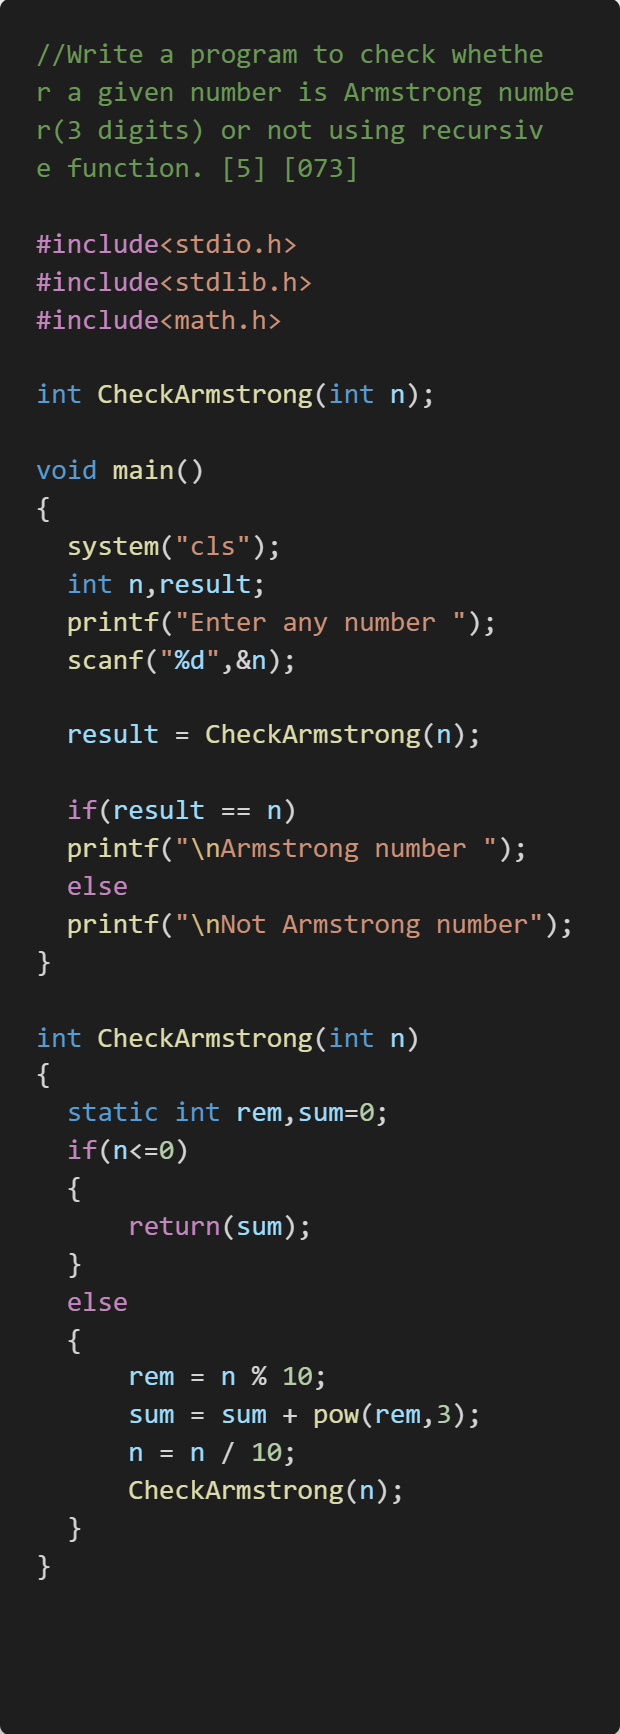 //Write a program to check whethe
r a given number is Armstrong numbe
r(3 digits) or not using recursiv
e function. [5] [073]

#include<stdio.h>
#include<stdlib.h>
#include<math.h>

int CheckArmstrong(int n);

void main()
{
  system("cls");
  int n,result;
  printf("Enter any number ");
  scanf("%d",&n);

  result = CheckArmstrong(n);

  if(result == n)
  printf("\nArmstrong number ");
  else
  printf("\nNot Armstrong number");
}

int CheckArmstrong(int n)
{
  static int rem,sum=0;
  if(n<=0)
  {
      return(sum);
  }
  else
  {
      rem = n % 10;
      sum = sum + pow(rem,3);
      n = n / 10;
      CheckArmstrong(n);
  }
}